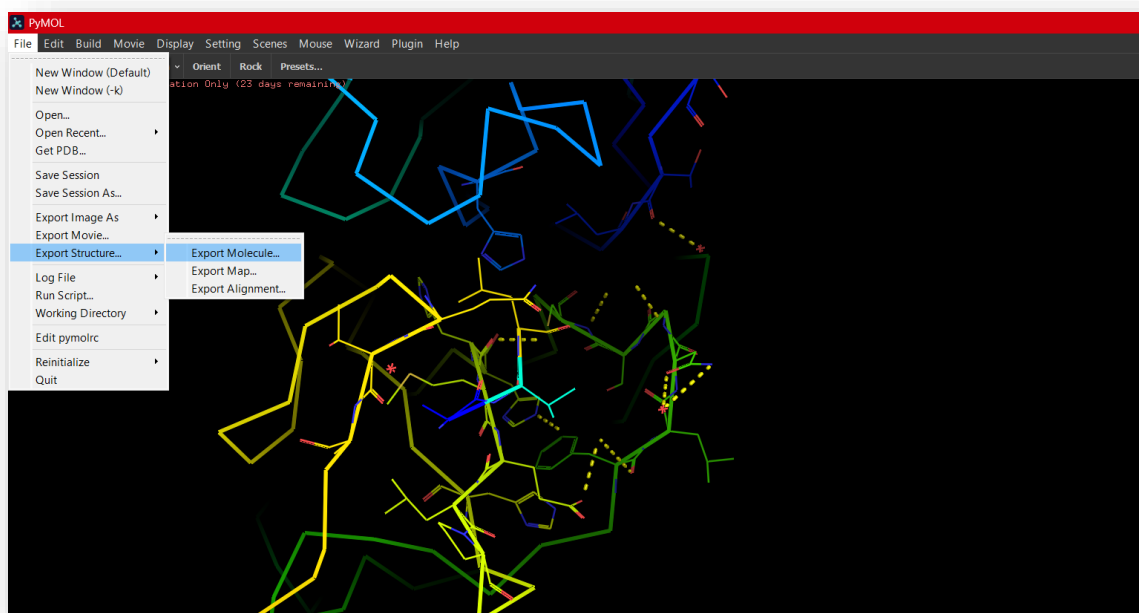 PyMOL
File Edit Build Movie Display Setting Scenes Mouse Wizard Plugin Help
Orient Rock Presets...
ation Only (23 days remaining)
New Window (Default)
New Window (-k)
Open...
Open Recent...
Get PDB...
Save Session
Save Session As...
Export Image As
Export Movie...
Export Structure...
Export Molecule...
Export Map...
Export Alignment...
Log File
Run Script...
Working Directory
Edit pymolrc
Reinitialize
Quit